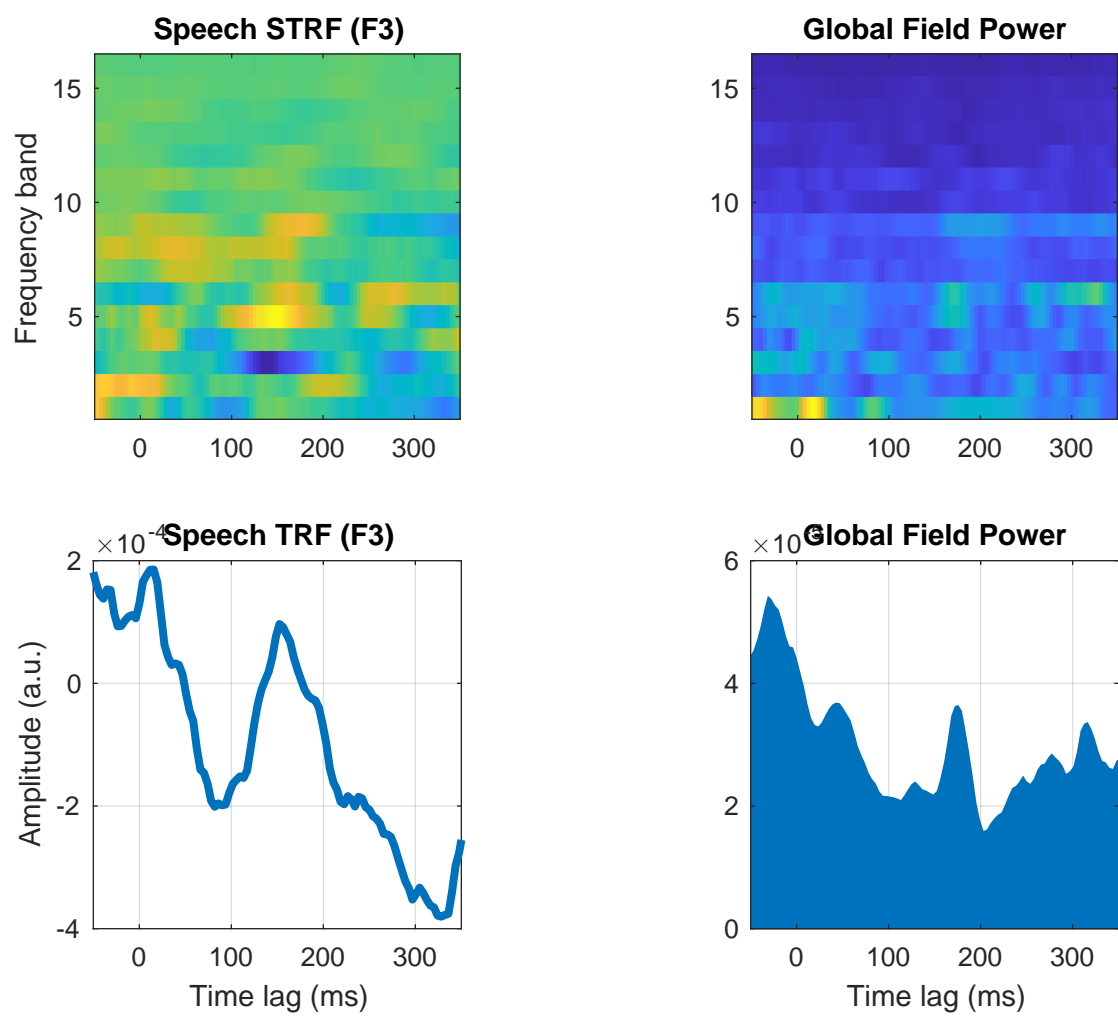 Speech STRF (F3)
Global Field Power
Frequency band
15
10
5
0 100 200 300
15
10
5
0 100 200 300
×10⁻⁴
Speech TRF (F3)
×10
Global Field Power
Amplitude (a.u.)
2
0
-2
-4
0 100 200 300
Time lag (ms)
6
4
2
0
0 100 200 300
Time lag (ms)